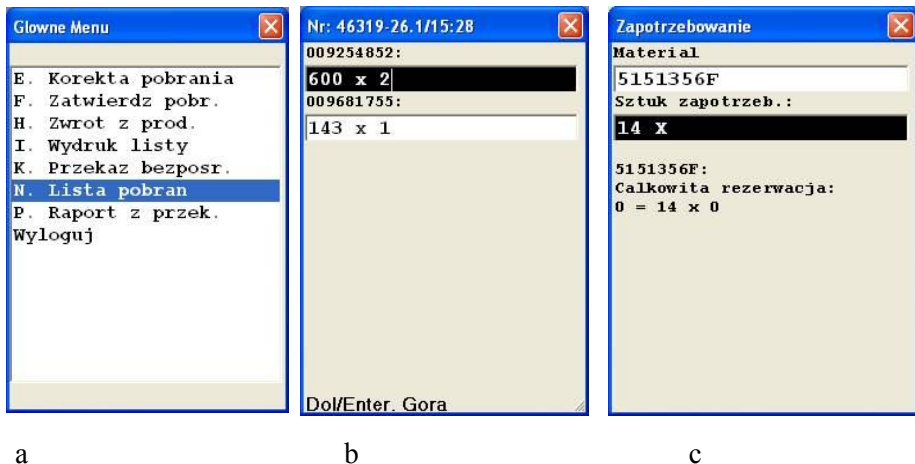 Glowne Menu
E. Korekta pobrania
F. Zatwierdz pobr.
H. Zwrot z prod.
I. Wydruk listy
K. Przekaz bezposr.
N. Lista pobran
P. Raport z przek.
Wyloguj
Nr: 46319-26.1/15:28
009254852:
600 x 2
009681755:
143 x 1
Dol/Enter. Gora
Zapotrzebowanie
Material
5151356F
Sztuk zapotrzeb.:
14 X
5151356F:
Calkowita rezerwacja:
0 = 14 x 0
a
b
c